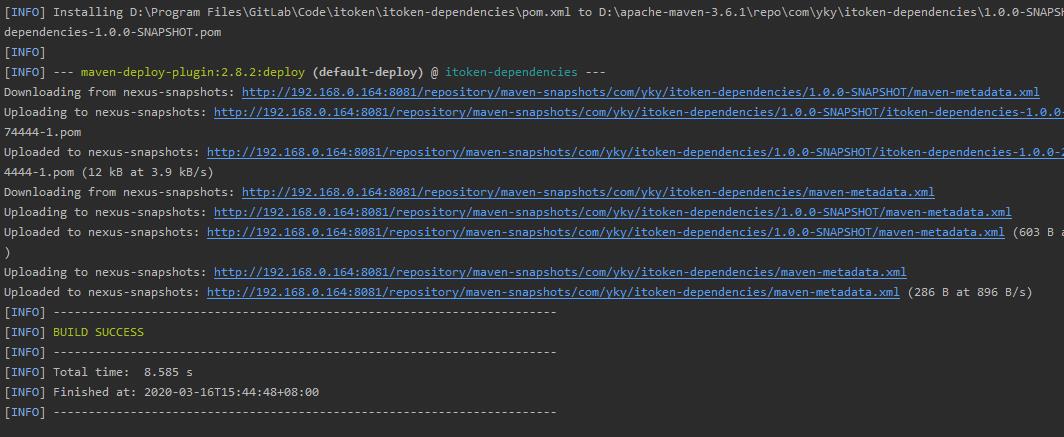 [INFO] Installing D:\Program Files\GitLab\Code\itoken\itoken-dependencies\pom.xml to D:\apache-maven-3.6.1\repo\com\yky\itoken-dependencies\1.0.0-SNAPSH
dependencies-1.0.0-SNAPSHOT.pom
[INFO]
[INFO] --- maven-deploy-plugin:2.8.2:deploy (default-deploy) @ itoken-dependencies ---
Downloading from nexus-snapshots: http://192.168.0.164:8081/repository/maven-snapshots/com/yky/itoken-dependencies/1.0.0-SNAPSHOT/maven-metadata.xml
Uploading to nexus-snapshots: http://192.168.0.164:8081/repository/maven-snapshots/com/yky/itoken-dependencies/1.0.0-SNAPSHOT/itoken-dependencies-1.0.0-
74444-1.pom
Uploaded to nexus-snapshots: http://192.168.0.164:8081/repository/maven-snapshots/com/yky/itoken-dependencies/1.0.0-SNAPSHOT/itoken-dependencies-1.0.0-2
4444-1.pom (12 kB at 3.9 kB/s)
Downloading from nexus-snapshots: http://192.168.0.164:8081/repository/maven-snapshots/com/yky/itoken-dependencies/maven-metadata.xml
Uploading to nexus-snapshots: http://192.168.0.164:8081/repository/maven-snapshots/com/yky/itoken-dependencies/1.0.0-SNAPSHOT/maven-metadata.xml
Uploaded to nexus-snapshots: http://192.168.0.164:8081/repository/maven-snapshots/com/yky/itoken-dependencies/1.0.0-SNAPSHOT/maven-metadata.xml (603 B a
)
Uploading to nexus-snapshots: http://192.168.0.164:8081/repository/maven-snapshots/com/yky/itoken-dependencies/maven-metadata.xml
Uploaded to nexus-snapshots: http://192.168.0.164:8081/repository/maven-snapshots/com/yky/itoken-dependencies/maven-metadata.xml (286 B at 896 B/s)
[INFO] ------------------------------------------------------------------------
[INFO] BUILD SUCCESS
[INFO] ------------------------------------------------------------------------
[INFO] Total time:  8.585 s
[INFO] Finished at: 2020-03-16T15:44:48+08:00
[INFO] ------------------------------------------------------------------------